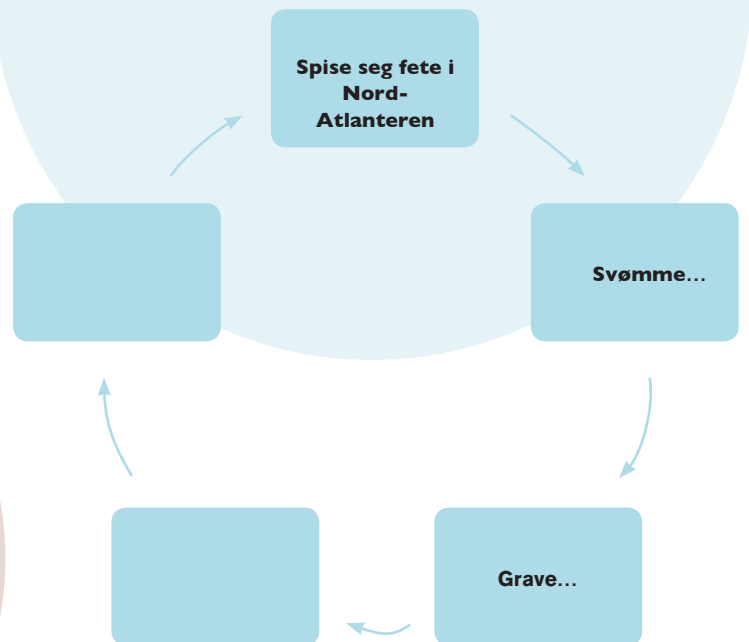 Spise seg fete i
Nord-
Atlanteren
Svømme...
Grave...